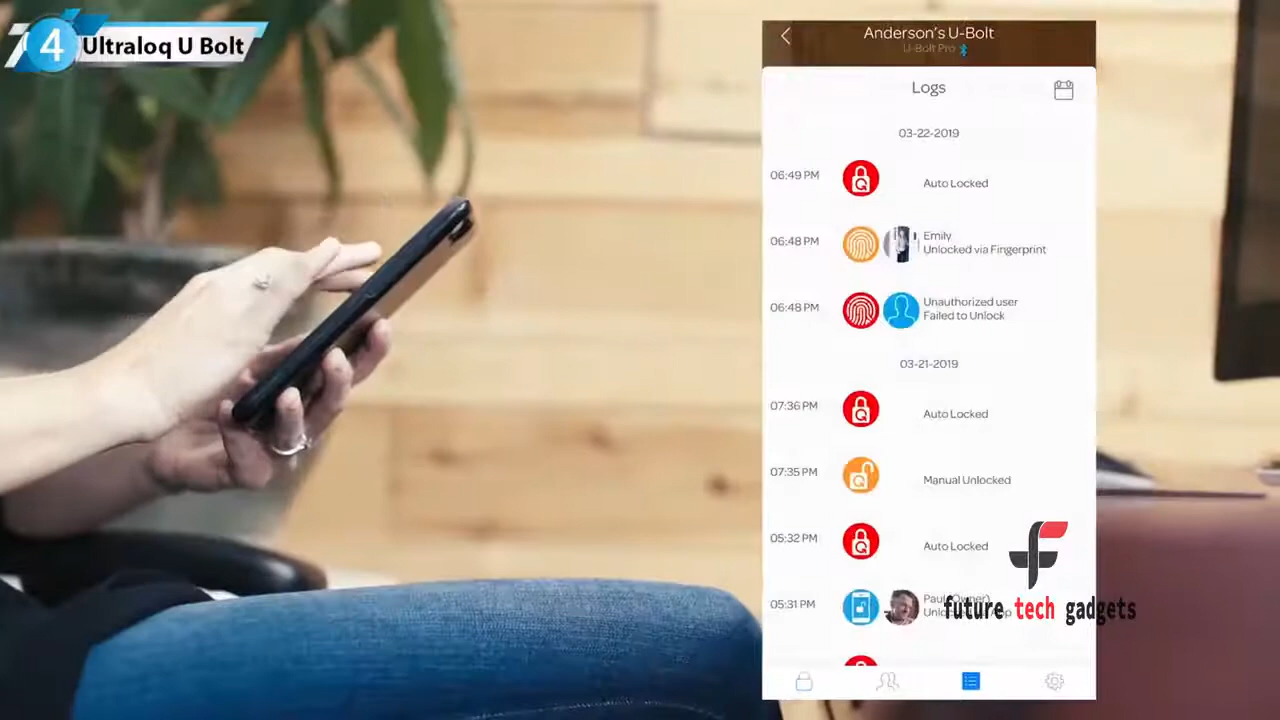 4
Ultraloq U Bolt
Anderson's U-Bolt
U-Bolt Pro
Logs
03-22-2019
06:49 PM
Auto Locked
06:48 PM
Emily
Unlocked via Fingerprint
06:48 PM
Unauthorized user
Failed to Unlock
03-21-2019
07:36 PM
Auto Locked
07:35 PM
Manual Unlocked
05:32 PM
Auto Locked
05:31 PM
future tech gadgets